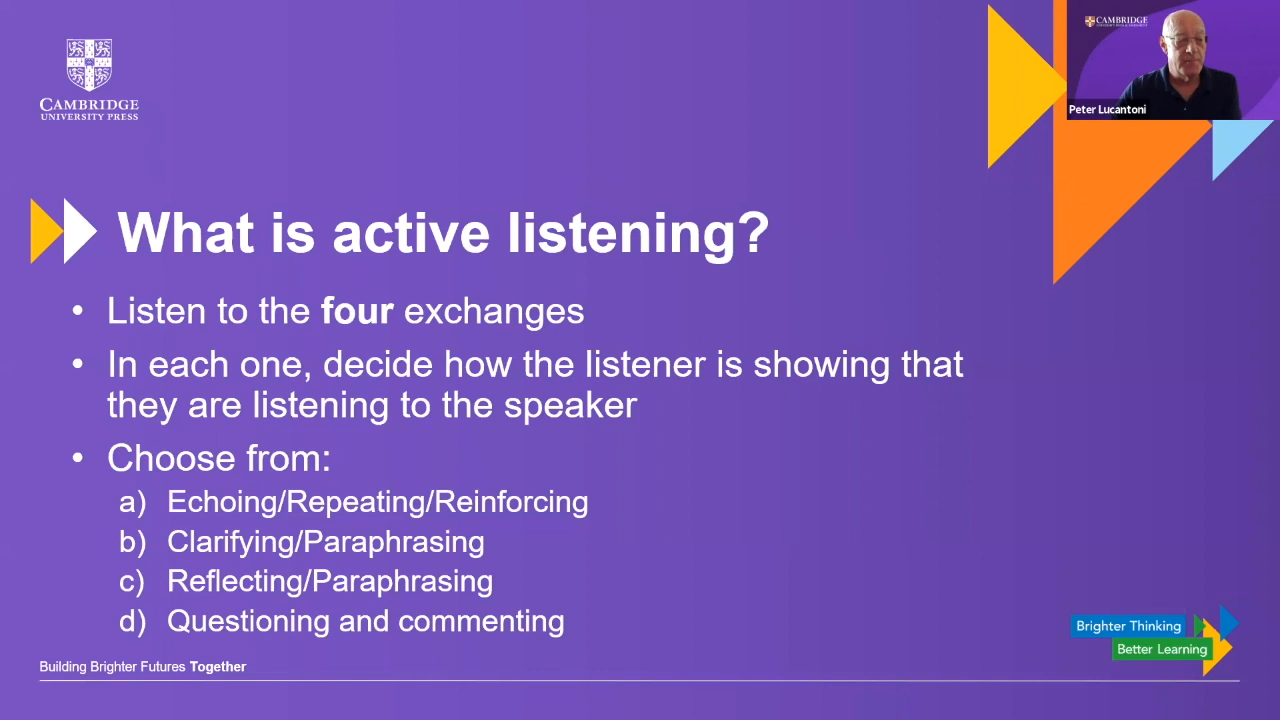 CAMBRIDGE
UNIVERSITY PRESS
CAMBRIDGE
Peter Lucantoni
What is active listening?
• Listen to the four exchanges
• In each one, decide how the listener is showing that
they are listening to the speaker
• Choose from:
a) Echoing/Repeating/Reinforcing
b) Clarifying/Paraphrasing
c) Reflecting/Paraphrasing
d) Questioning and commenting
Brighter Thinking
Better Learning
Building Brighter Futures Together